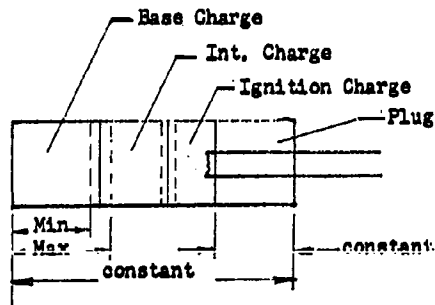 Base Charge
Int. Charge
Ignition Charge
Plug
Min
Max
constant
constant